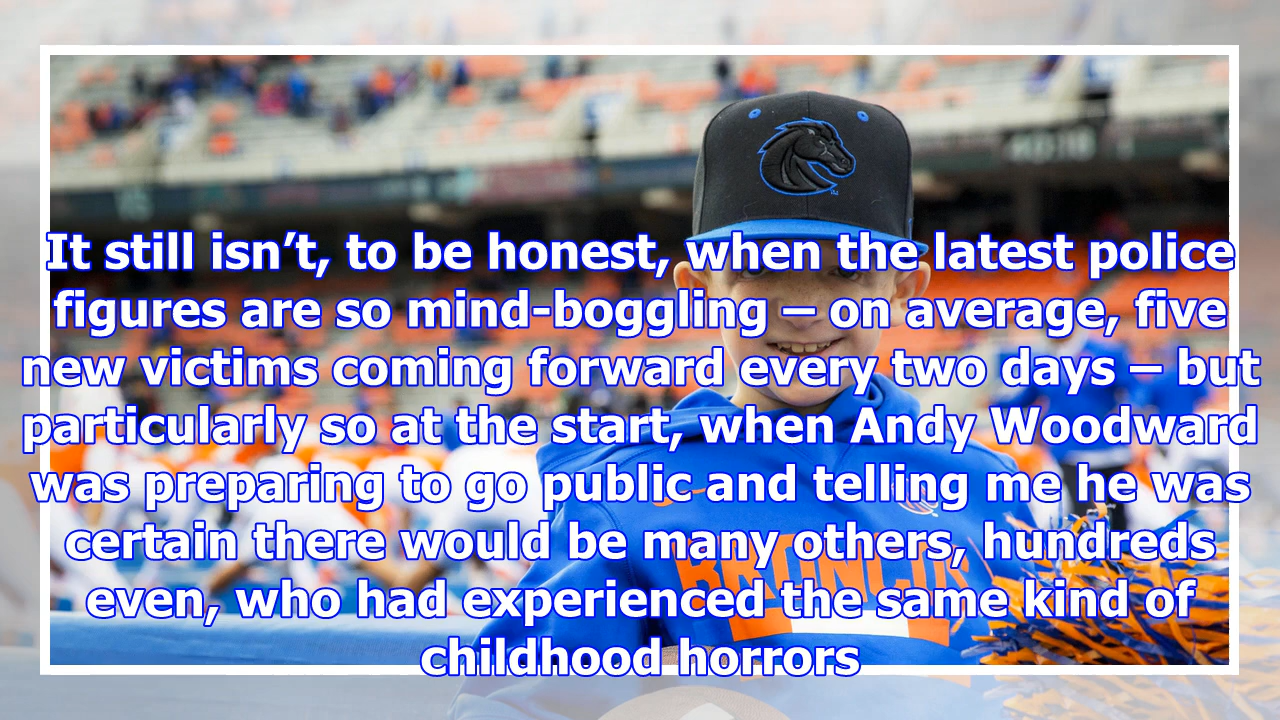 It still isn’t, to be honest, when the latest police
figures are so mind-boggling – on average, five
new victims coming forward every two days – but
particularly so at the start, when Andy Woodward
was preparing to go public and telling me he was
certain there would be many others, hundreds
even, who had experienced the same kind of
childhood horrors
BRONCOS